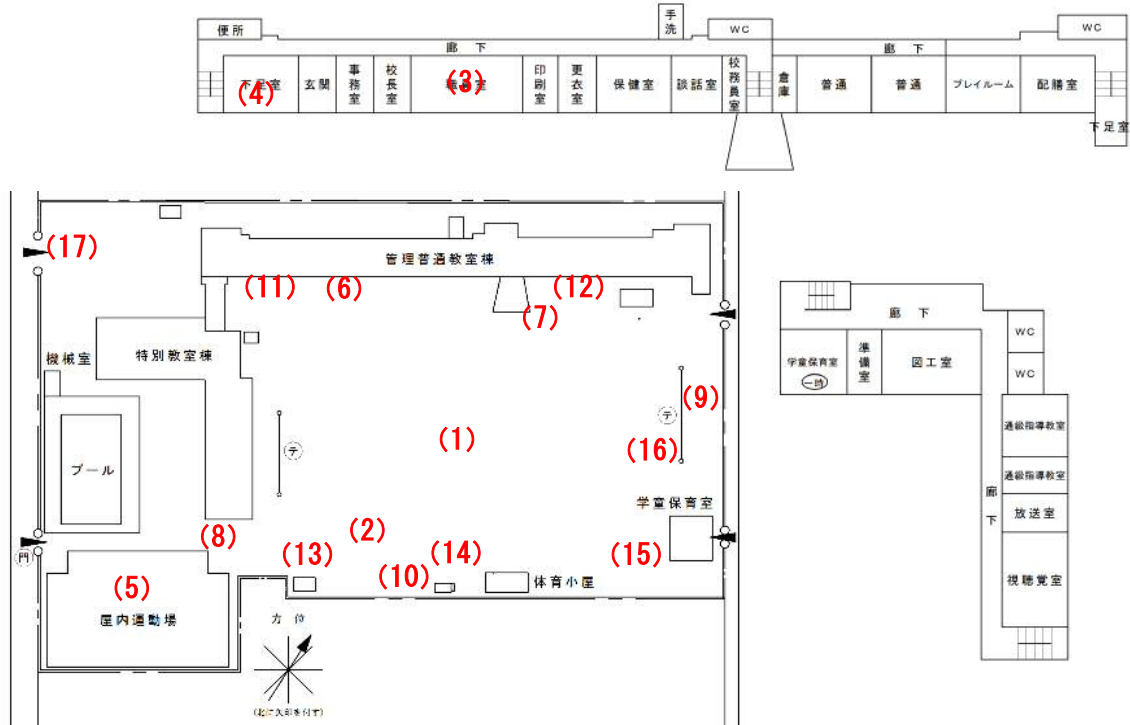 便所
手洗
WC
WC
廊下
廊下
下足室
(4)
玄関
事務室
校長室
職員室
(3)
印刷室
更衣室
保健室
談話室
校務員室
倉庫
普通
普通
プレイルーム
配膳室
下足室
(17)
管理普通教室棟
(11)
(6)
(12)
(7)
機械室
特別教室棟
(9)
テ
(16)
(1)
テ
プール
学童保育室
(2)
(8)
門
(13)
(14)
(15)
(10)
体育小屋
(5)
屋内運動場
方位
(北に矢印を付す)
廊下
WC
学童保育室
一時
準備室
図工室
WC
通級指導教室
通級指導教室
廊下
放送室
視聴覚室